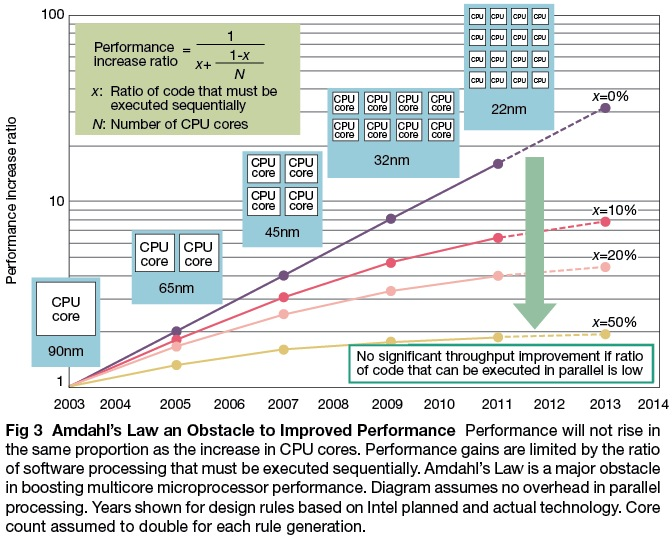 100
10
1
Performance increase ratio
Performance
increase ratio
=
1
x+
1-x
N
x: Ratio of code that must be
executed sequentially
N: Number of CPU cores
CPU
core
90nm
CPU
core
CPU
core
65nm
CPU
core
CPU
core
CPU
core
CPU
core
45nm
CPU
core
CPU
core
CPU
core
CPU
core
CPU
core
CPU
core
CPU
core
CPU
core
32nm
CPU CPU CPU CPU
CPU CPU CPU CPU
CPU CPU CPU CPU
CPU CPU CPU CPU
22nm
x=0%
x=10%
x=20%
x=50%
No significant throughput improvement if ratio
of code that can be executed in parallel is low
2003 2004 2005 2006 2007 2008 2009 2010 2011 2012 2013 2014
Fig 3 Amdahl's Law an Obstacle to Improved Performance Performance will not rise in
the same proportion as the increase in CPU cores. Performance gains are limited by the ratio
of software processing that must be executed sequentially. Amdahl's Law is a major obstacle
in boosting multicore microprocessor performance. Diagram assumes no overhead in parallel
processing. Years shown for design rules based on Intel planned and actual technology. Core
count assumed to double for each rule generation.